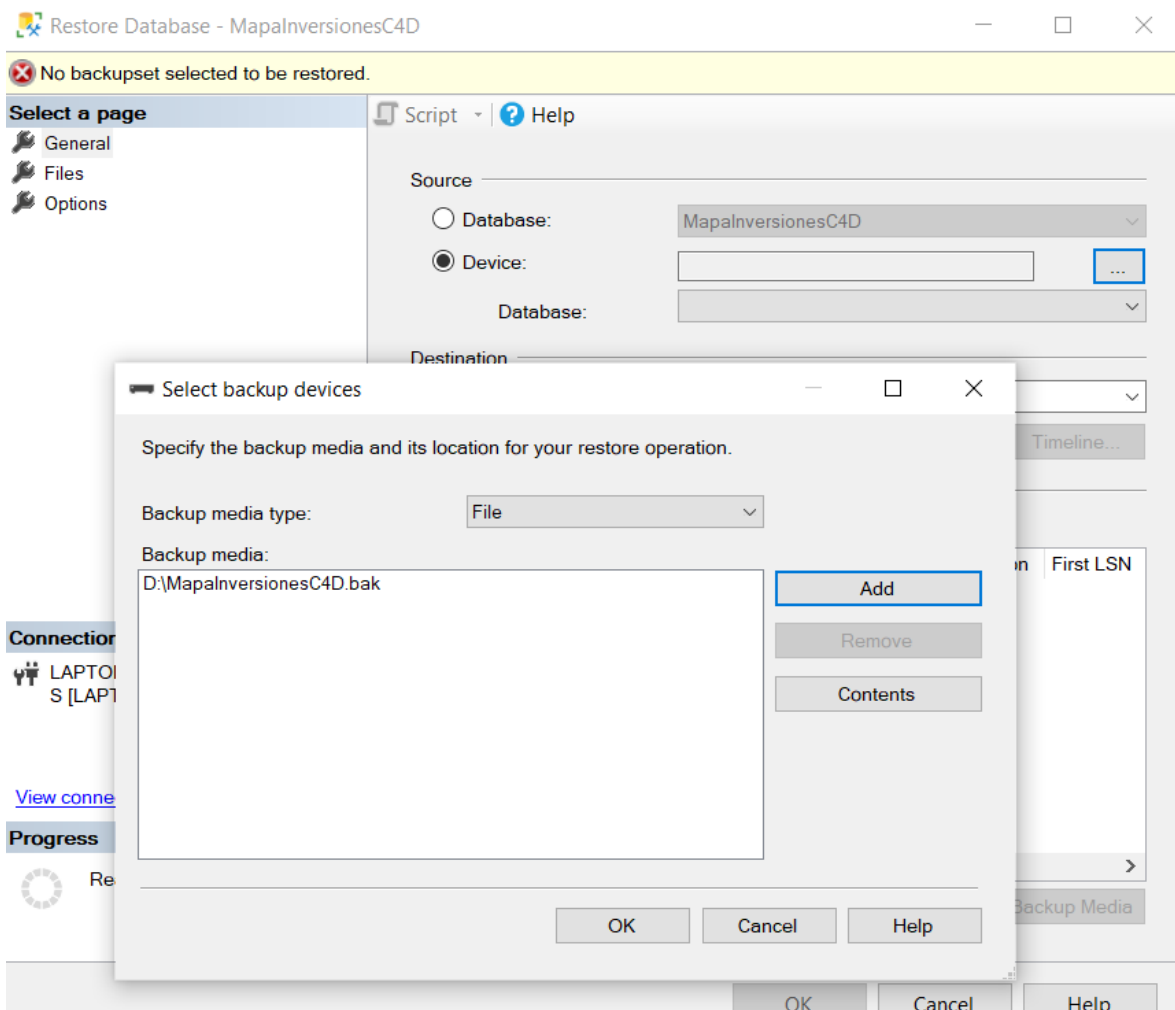 Restore Database - MapaInversionesC4D
No backupset selected to be restored.
Select a page
General
Files
Options
Script
Help
Source
Database:
MapaInversionesC4D
Device:
...
Database:
Destination
Timeline...
First LSN
Connection
LAPTO
S [LAPT
View conne
Progress
Re
Backup Media
Select backup devices
Specify the backup media and its location for your restore operation.
Backup media type:
File
Backup media:
D:\MapaInversionesC4D.bak
Add
Remove
Contents
OK
Cancel
Help
OK
Cancel
Help